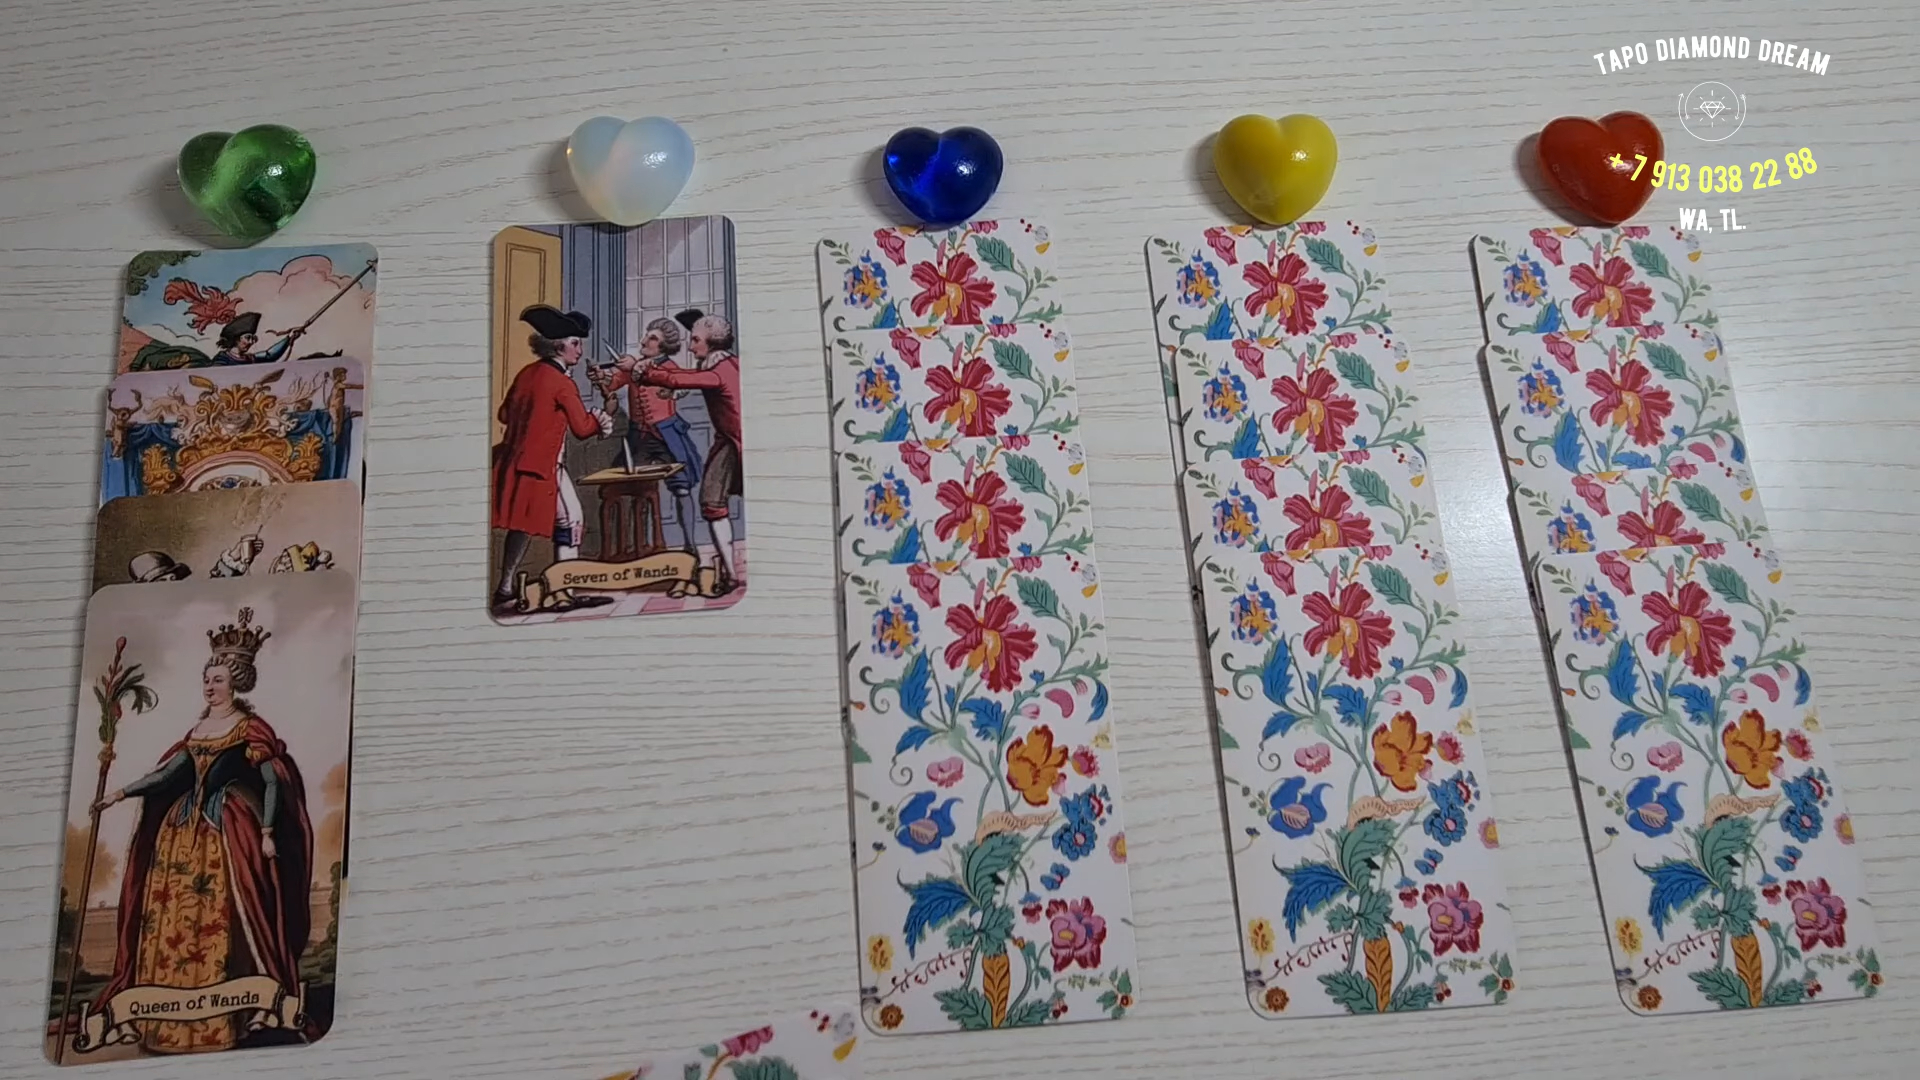 TAPO DIAMOND DREAM
+ 7 913 038 22 88
WA, TL.
Seven of Wands
Queen of Wands